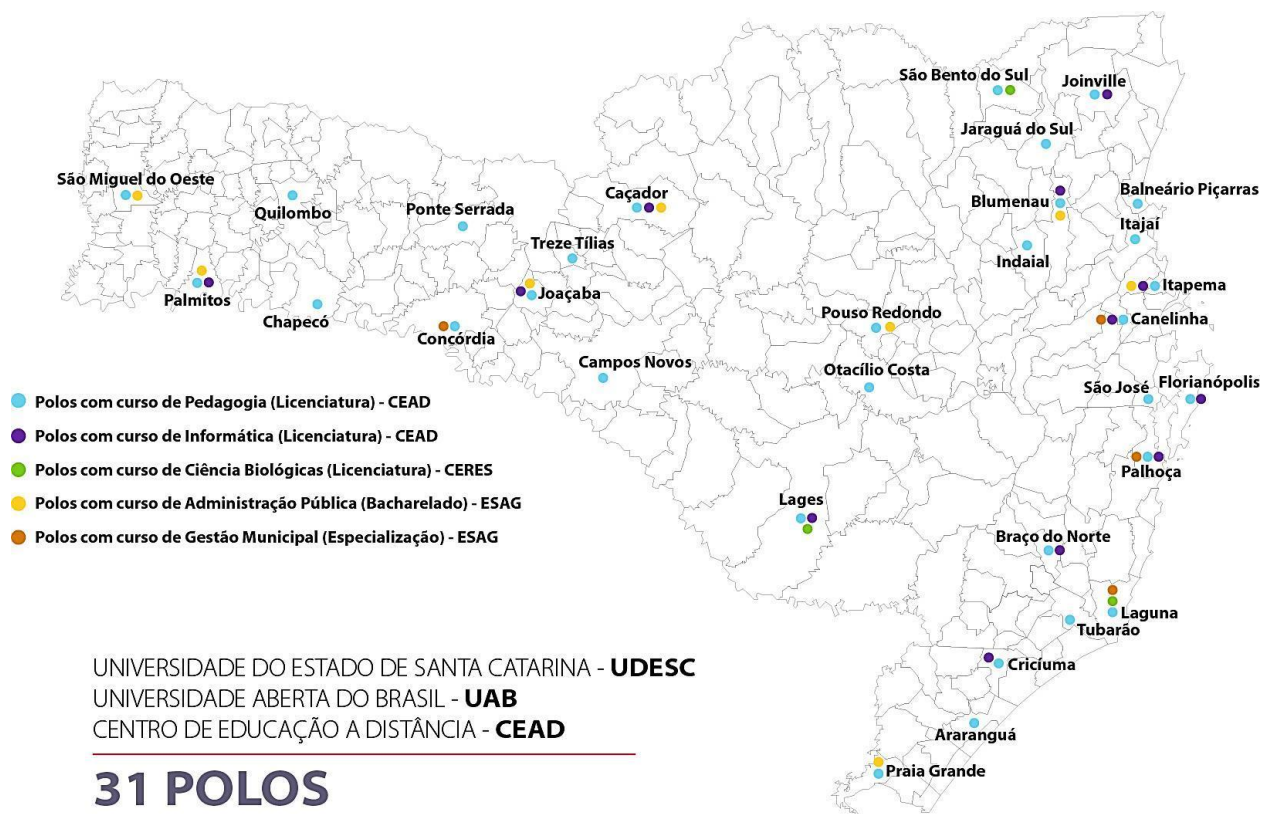 São Bento do Sul
Joinville
Jaraguá do Sul
São Miguel do Oeste
Caçador
Balneário Piçarras
Blumenau
Quilombo
Ponte Serrada
Itajaí
Treze Tílias
Indaial
Palmitos
Joaçaba
Itapema
Chapecó
Pouso Redondo
Canelinha
Concórdia
Campos Novos
Otacílio Costa
São José
Florianópolis
Polos com curso de Pedagogia (Licenciatura) - CEAD
Polos com curso de Informática (Licenciatura) - CEAD
Polos com curso de Ciência Biológicas (Licenciatura) - CERES
Polos com curso de Administração Pública (Bacharelado) - ESAG
Polos com curso de Gestão Municipal (Especialização) - ESAG
Palhoça
Lages
Braço do Norte
Laguna
Tubarão
Cricíuma
Araranguá
Praia Grande
UNIVERSIDADE DO ESTADO DE SANTA CATARINA - UDESC
UNIVERSIDADE ABERTA DO BRASIL - UAB
CENTRO DE EDUCAÇÃO A DISTÂNCIA - CEAD
31 POLOS